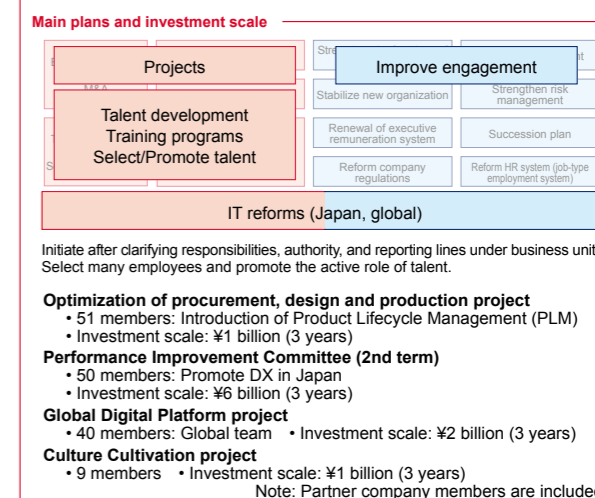 Main plans and investment scale
Projects
Improve engagement
M&A
Talent development
Training programs
Select/Promote talent
Stabilize new organization
Strengthen risk
management
Renewal of executive
remuneration system
Succession plan
Reform company
regulations
Reform HR system (job-type
employment system)
IT reforms (Japan, global)
Initiate after clarifying responsibilities, authority, and reporting lines under business unit
Select many employees and promote the active role of talent.
Optimization of procurement, design and production project
• 51 members: Introduction of Product Lifecycle Management (PLM)
• Investment scale: ¥1 billion (3 years)
Performance Improvement Committee (2nd term)
• 50 members: Promote DX in Japan
• Investment scale: ¥6 billion (3 years)
Global Digital Platform project
• 40 members: Global team • Investment scale: ¥2 billion (3 years)
Culture Cultivation project
• 9 members • Investment scale: ¥1 billion (3 years)
Note: Partner company members are included